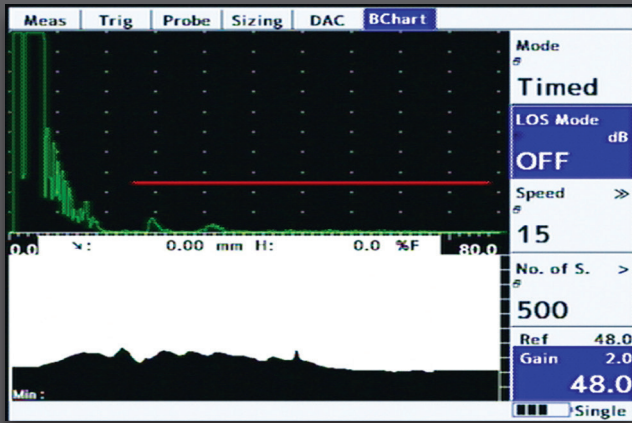 Meas Trig Probe Sizing DAC BChart
Mode
Timed
LOS Mode
dB
OFF
Speed >>
15
No. of S. >
500
Ref 48.0
Gain 2.0
48.0
Single
0.0 ↘: 0.00 mm H: 0.0 %F 80.0
Min :